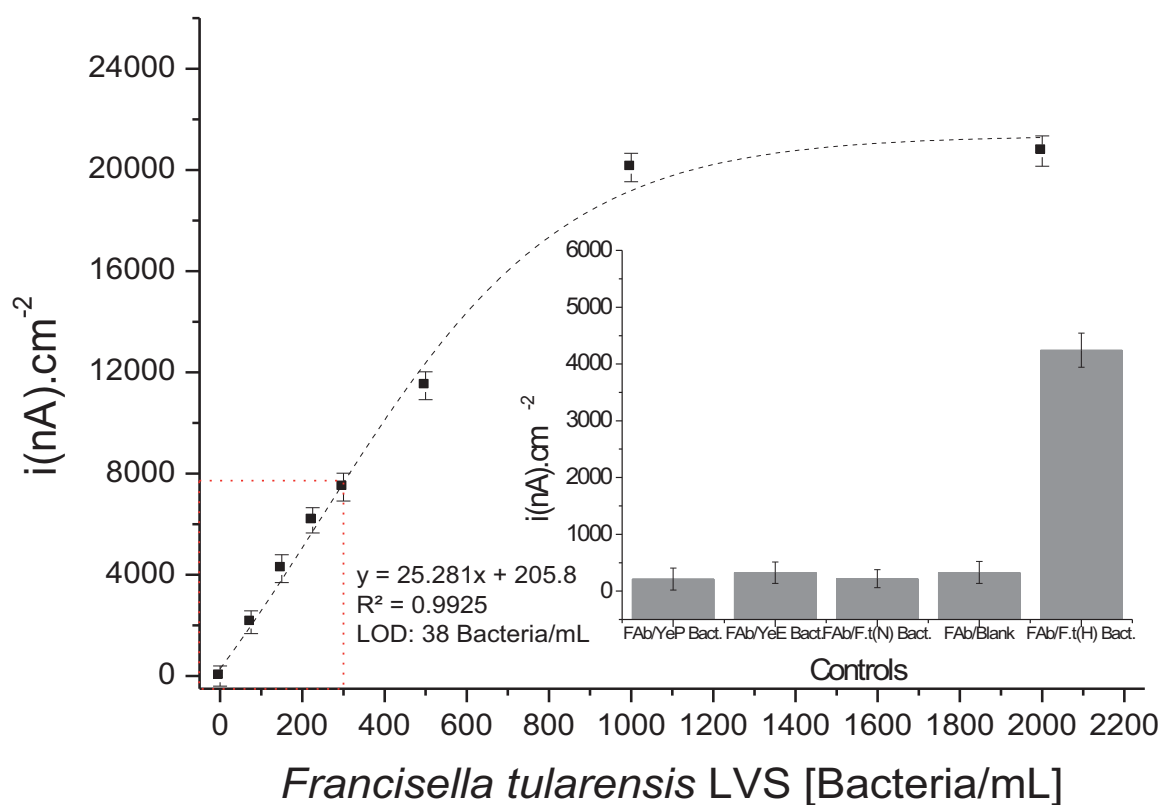 24000
20000
16000
12000
8000
4000
0
i(nA).cm-2
0 200 400 600 800 1000 1200 1400 1600 1800 2000 2200
Francisella tularensis LVS [Bacteria/mL]
y = 25.281x + 205.8
R² = 0.9925
LOD: 38 Bacteria/mL
6000
5000
4000
3000
2000
1000
0
i(nA).cm-2
FAb/YeP Bact. FAb/YeE Bact. FAb/F.t(N) Bact. FAb/Blank FAb/F.t(H) Bact.
Controls